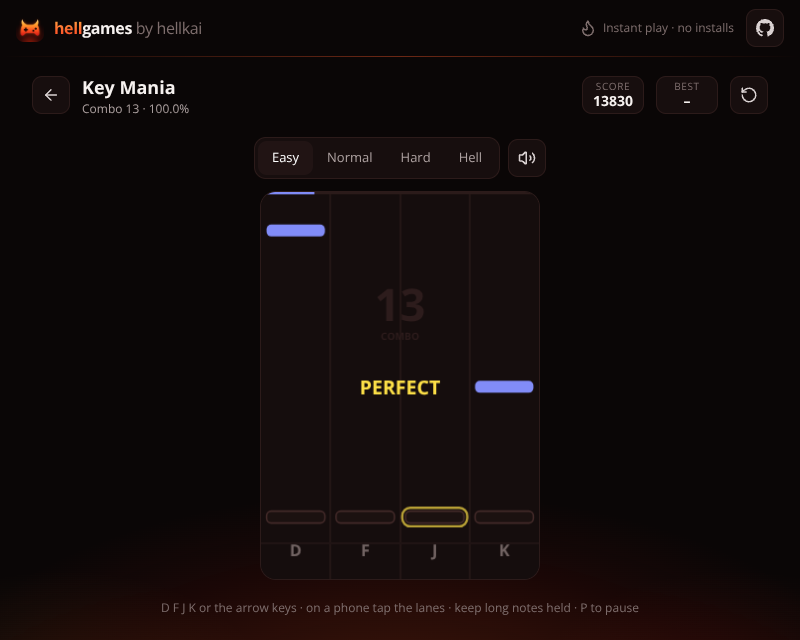 hellgames by hellkai
Instant play · no installs
Key Mania
Combo 13 · 100.0%
SCORE
13830
BEST
–
Easy Normal Hard Hell
13
COMBO
PERFECT
D F J K
D F J K or the arrow keys · on a phone tap the lanes · keep long notes held · P to pause